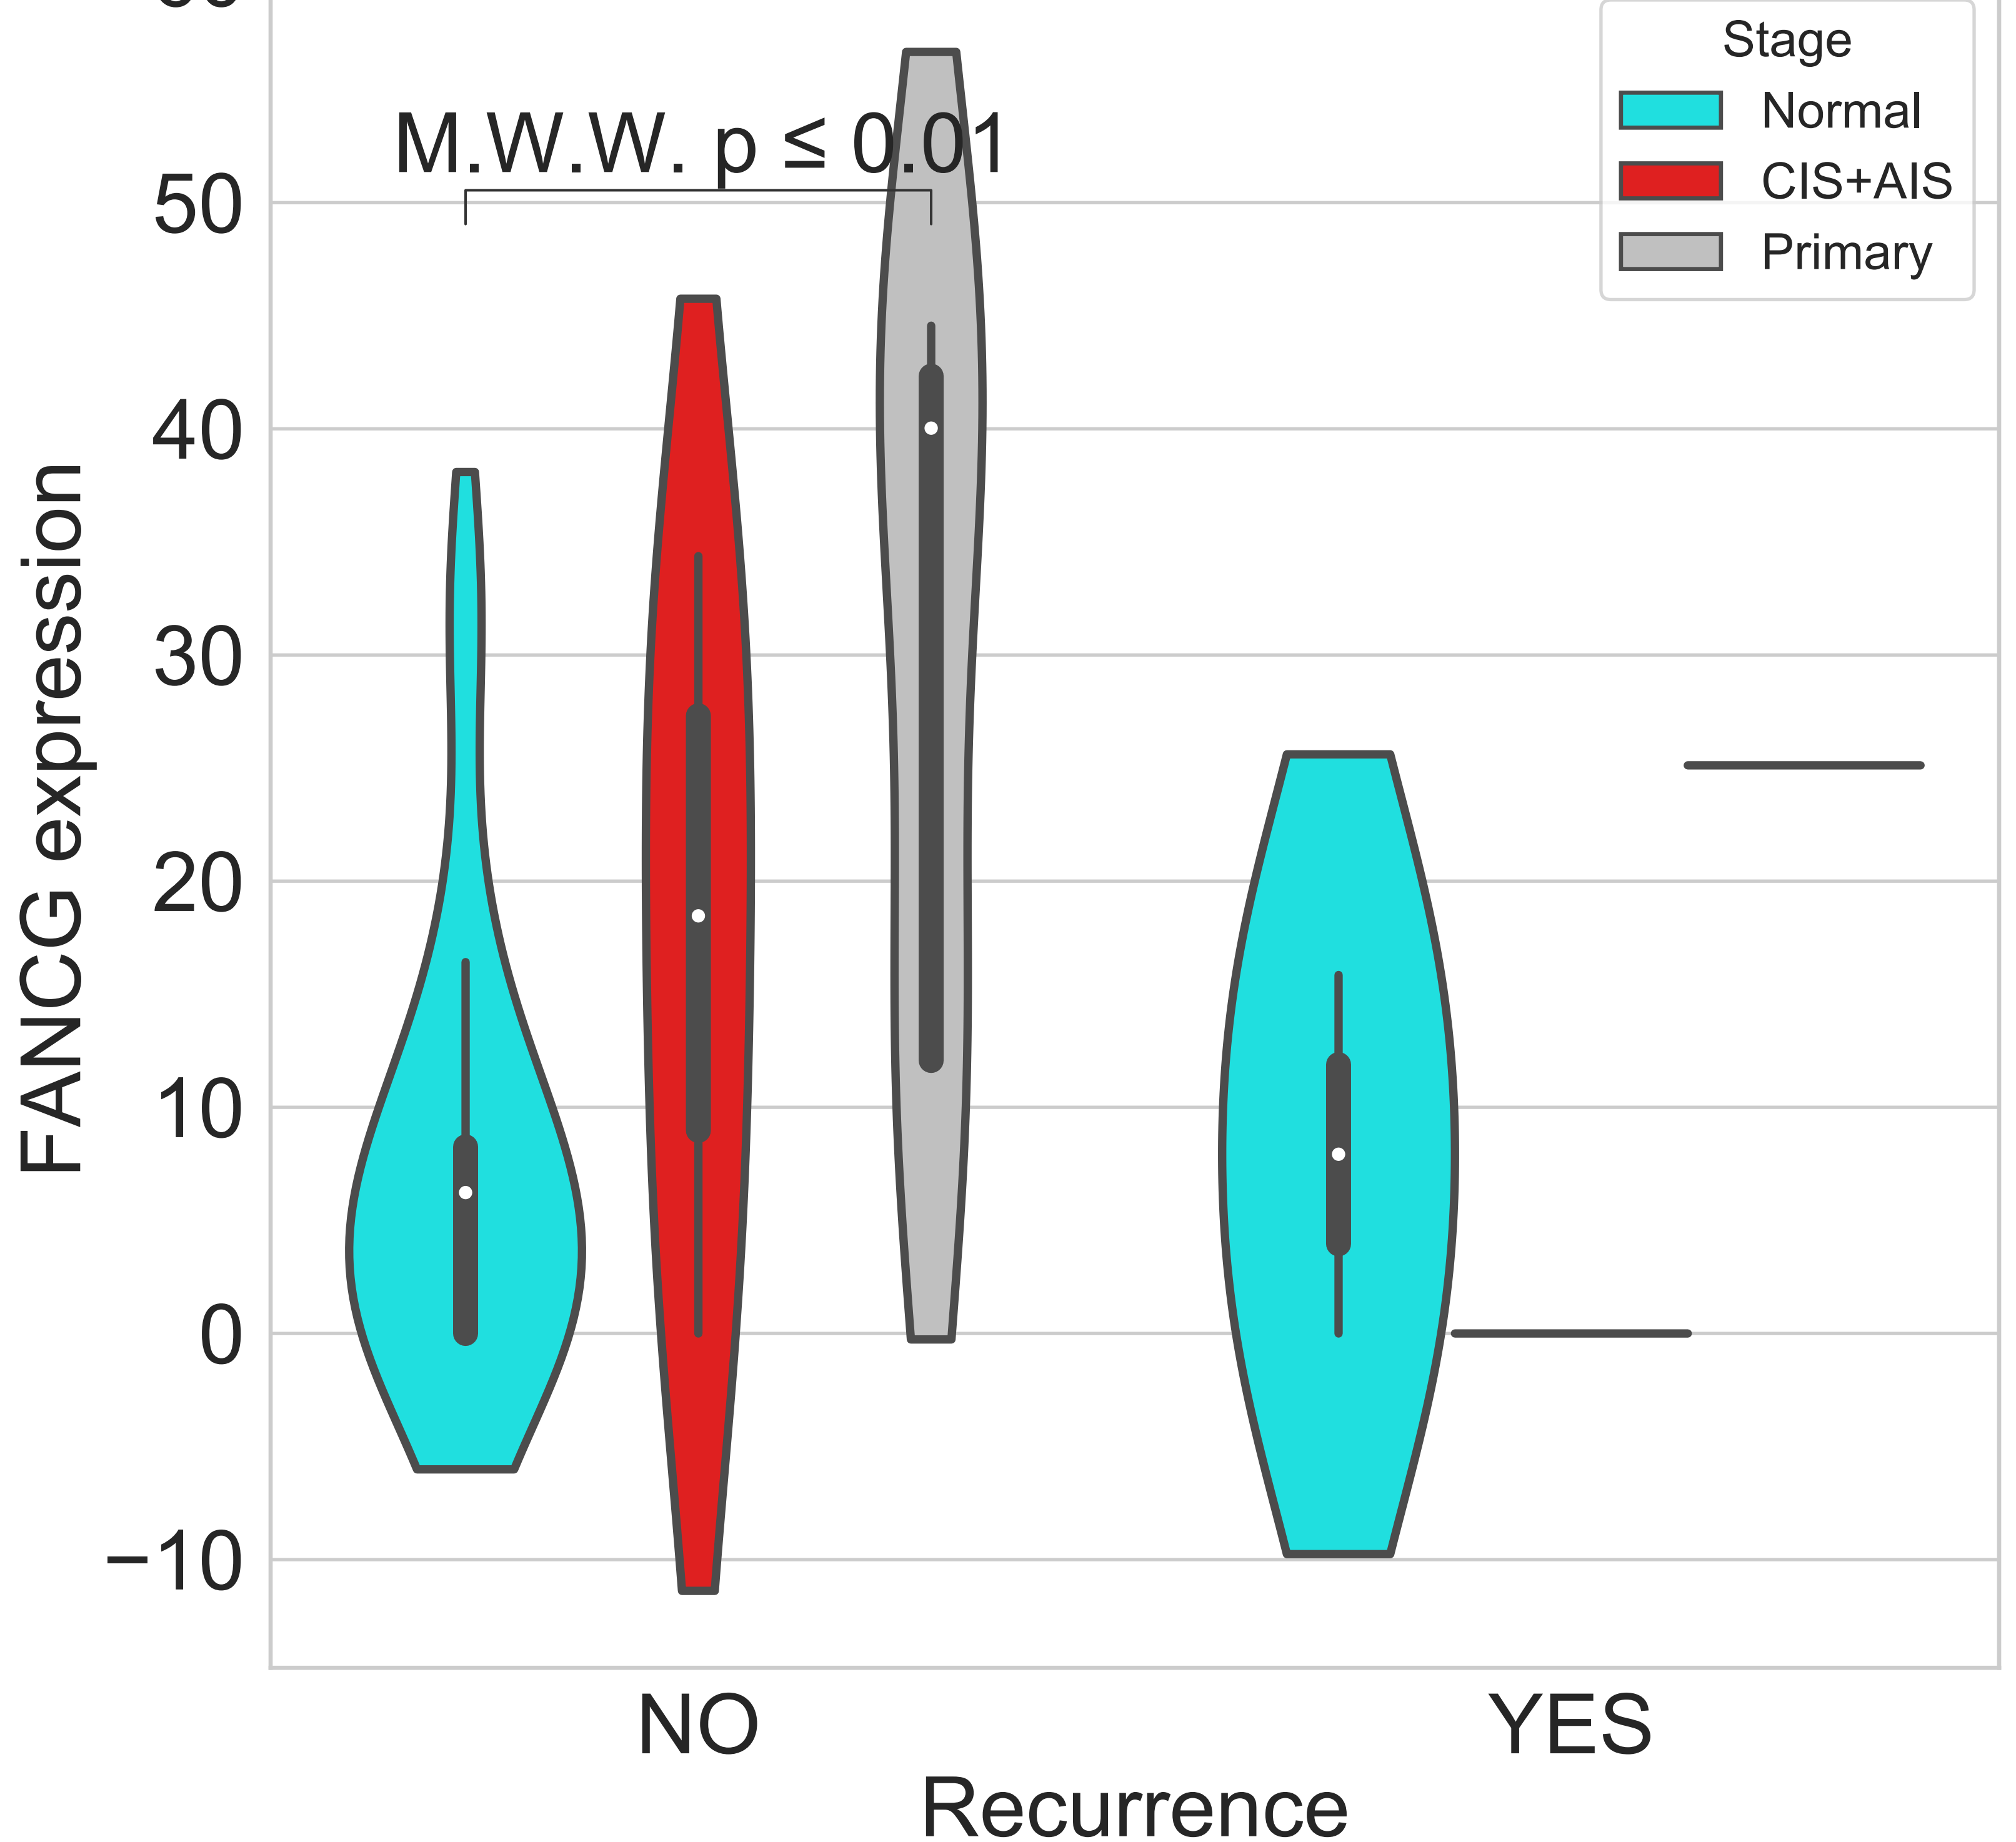 Stage
Normal
CIS+AIS
Primary
M.W.W. p ≤ 0.01
50
40
30
20
10
0
−10
FANCG expression
NO
YES
Recurrence